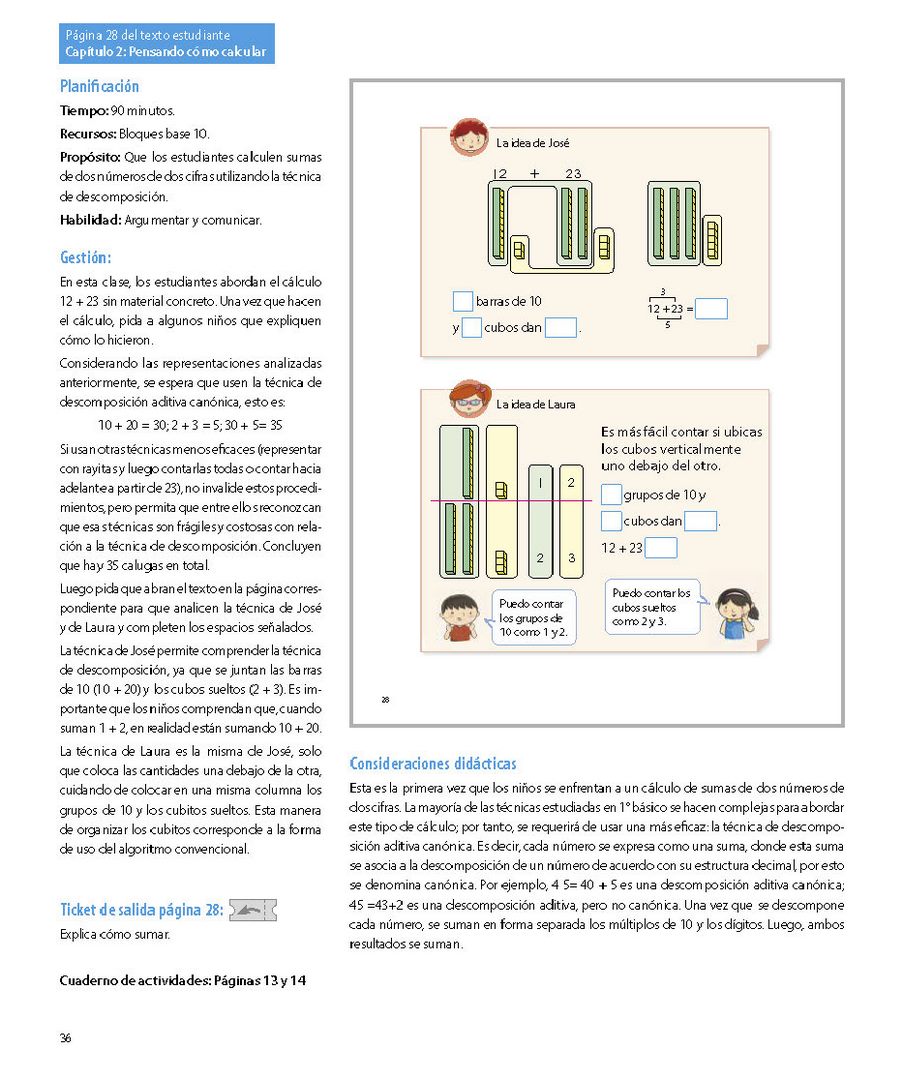 Página 28 del texto estudiante
Capítulo 2: Pensando cómo calcular
Planificación
Tiempo: 90 minutos.
Recursos: Bloques base 10.
Propósito: Que los estudiantes calculen sumas
de dos números de dos cifras utilizando la técnica
de descomposición.
Habilidad: Argumentar y comunicar.
Gestión:
En esta clase, los estudiantes abordan el cálculo
12 + 23 sin material concreto. Una vez que hacen
el cálculo, pida a algunos niños que expliquen
cómo lo hicieron.
Considerando las representaciones analizadas
anteriormente, se espera que usen la técnica de
descomposición aditiva canónica, esto es:
10 + 20 = 30; 2 + 3 = 5; 30 + 5= 35
Si usan otras técnicas menos eficaces (representar
con rayitas y luego contarlas todas o contar hacia
adelante a partir de 23), no invalide estos procedi-
mientos, pero permita que entre ellos reconozcan
que esas técnicas son frágiles y costosas con rela-
ción a la técnica de descomposición. Concluyen
que hay 35 calugas en total.
Luego pida que abran el texto en la página corres-
pondiente para que analicen la técnica de José
y de Laura y completen los espacios señalados.
La técnica de José permite comprender la técnica
de descomposición, ya que se juntan las barras
de 10 (10 + 20) y los cubos sueltos (2 + 3). Es im-
portante que los niños comprendan que, cuando
suman 1 + 2, en realidad están sumando 10 + 20.
La técnica de Laura es la misma de José, solo
que coloca las cantidades una debajo de la otra,
cuidando de colocar en una misma columna los
grupos de 10 y los cubitos sueltos. Esta manera
de organizar los cubitos corresponde a la forma
de uso del algoritmo convencional.
Ticket de salida página 28:
Explica cómo sumar.
Cuaderno de actividades: Páginas 13 y 14
36
La idea de José
12 + 23
barras de 10
y cubos dan .
3
12 + 23 =
5
La idea de Laura
1 2
2 3
Es más fácil contar si ubicas
los cubos verticalmente
uno debajo del otro.
grupos de 10 y
cubos dan .
12 + 23
Puedo contar
los grupos de
10 como 1 y 2.
Puedo contar los
cubos sueltos
como 2 y 3.
28
Consideraciones didácticas
Esta es la primera vez que los niños se enfrentan a un cálculo de sumas de dos números de
dos cifras. La mayoría de las técnicas estudiadas en 1° básico se hacen complejas para abordar
este tipo de cálculo; por tanto, se requerirá de usar una más eficaz: la técnica de descompo-
sición aditiva canónica. Es decir, cada número se expresa como una suma, donde esta suma
se asocia a la descomposición de un número de acuerdo con su estructura decimal, por esto
se denomina canónica. Por ejemplo, 4 5= 40 + 5 es una descomposición aditiva canónica;
45 =43+2 es una descomposición aditiva, pero no canónica. Una vez que se descompone
cada número, se suman en forma separada los múltiplos de 10 y los dígitos. Luego, ambos
resultados se suman.